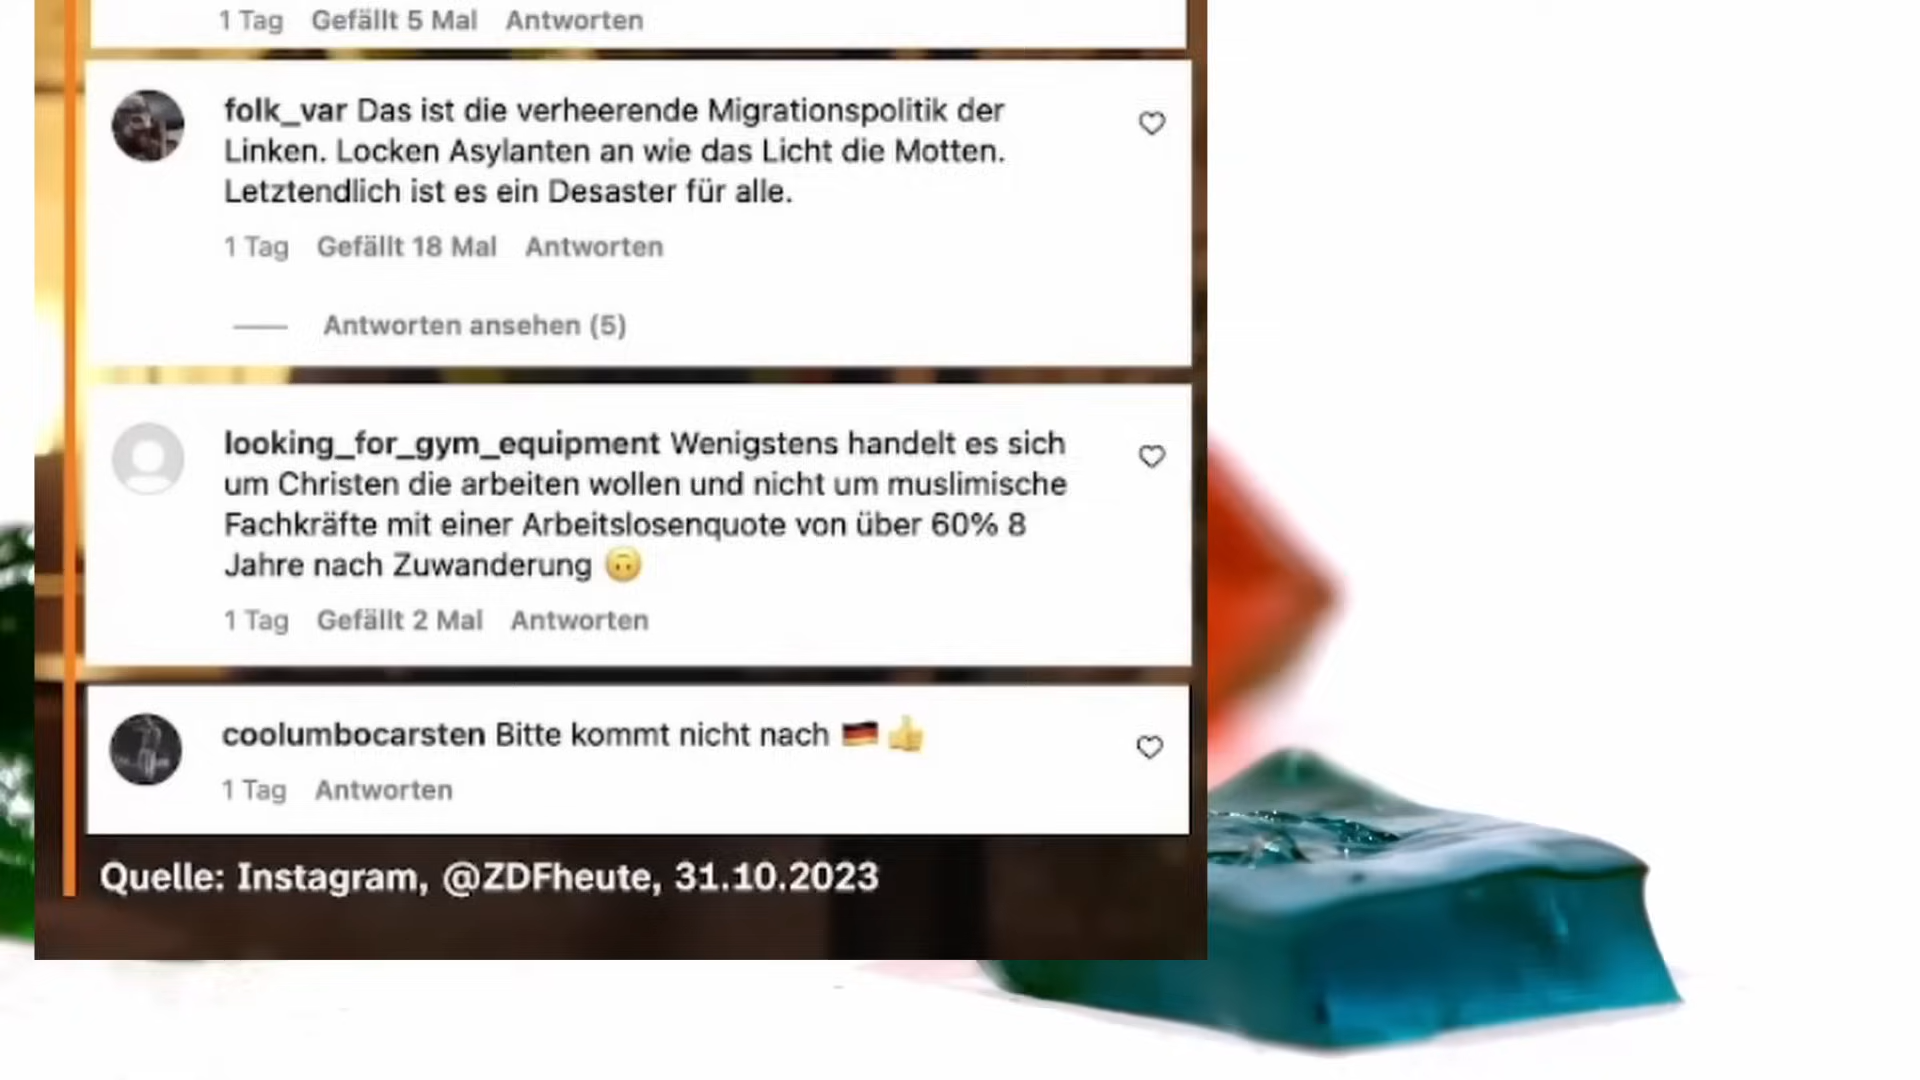 1 Tag Gefällt 5 Mal Antworten
folk_var Das ist die verheerende Migrationspolitik der
Linken. Locken Asylanten an wie das Licht die Motten.
Letztendlich ist es ein Desaster für alle.
1 Tag Gefällt 18 Mal Antworten
Antworten ansehen (5)
looking_for_gym_equipment Wenigstens handelt es sich
um Christen die arbeiten wollen und nicht um muslimische
Fachkräfte mit einer Arbeitslosenquote von über 60% 8
Jahre nach Zuwanderung 🙃
1 Tag Gefällt 2 Mal Antworten
coolumbocarsten Bitte kommt nicht nach 🇩🇪 👍
1 Tag Antworten
Quelle: Instagram, @ZDFheute, 31.10.2023